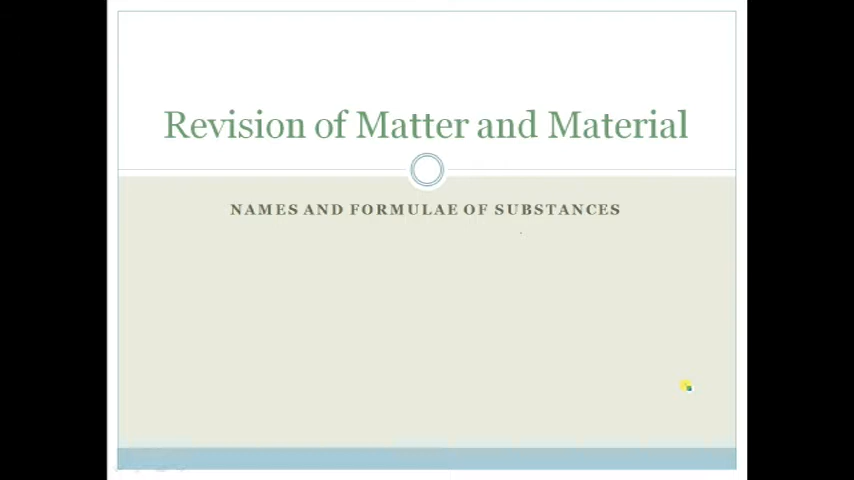 Revision of Matter and Material
NAMES AND FORMULAE OF SUBSTANCES